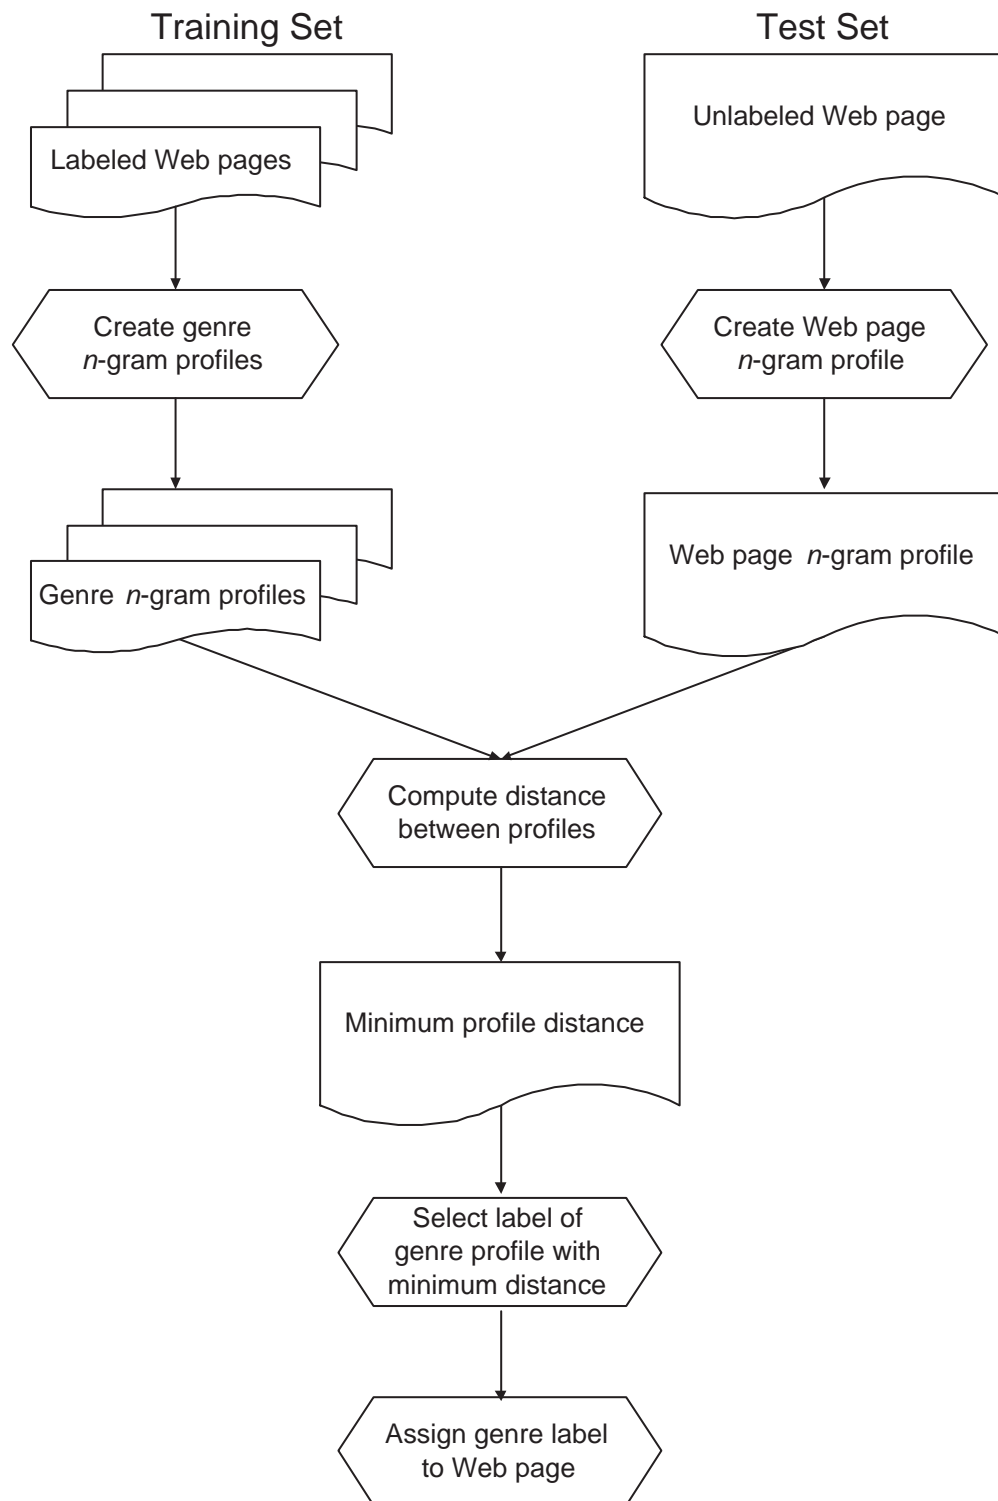 Training Set
Test Set
Labeled Web pages
Unlabeled Web page
Create genre
n-gram profiles
Create Web page
n-gram profile
Genre n-gram profiles
Web page n-gram profile
Compute distance
between profiles
Minimum profile distance
Select label of
genre profile with
minimum distance
Assign genre label
to Web page